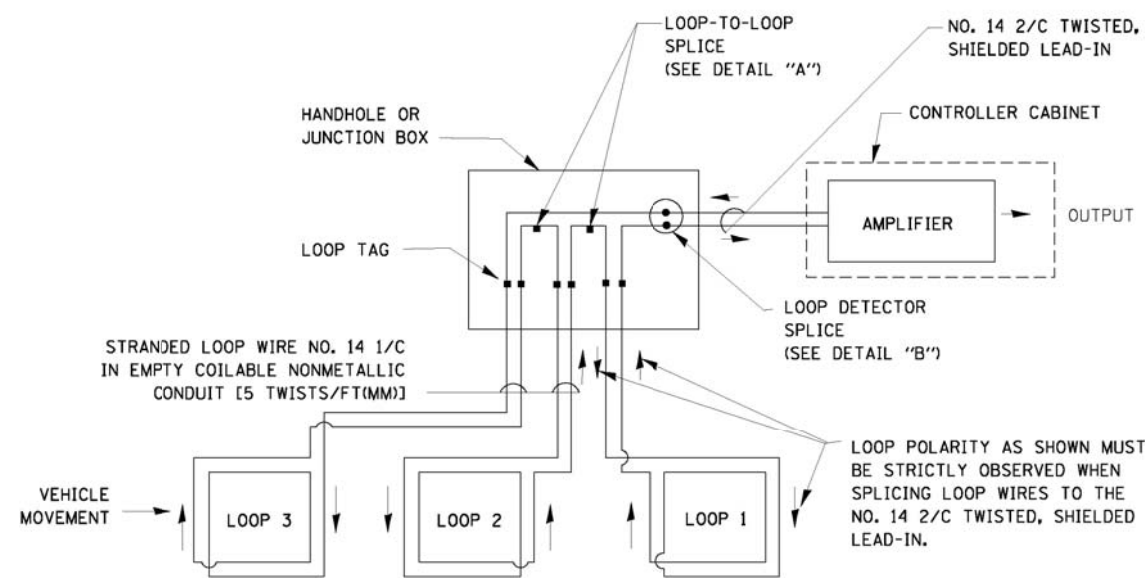 LOOP-TO-LOOP
SPLICE
(SEE DETAIL "A")
NO. 14 2/C TWISTED,
SHIELDED LEAD-IN
HANDHOLE OR
JUNCTION BOX
CONTROLLER CABINET
AMPLIFIER
OUTPUT
LOOP TAG
LOOP DETECTOR
SPLICE
(SEE DETAIL "B")
STRANDED LOOP WIRE NO. 14 1/C
IN EMPTY COILABLE NONMETALLIC
CONDUIT [5 TWISTS/FT(MM)]
LOOP POLARITY AS SHOWN MUST
BE STRICTLY OBSERVED WHEN
SPLICING LOOP WIRES TO THE
NO. 14 2/C TWISTED, SHIELDED
LEAD-IN.
VEHICLE
MOVEMENT
LOOP 3
LOOP 2
LOOP 1